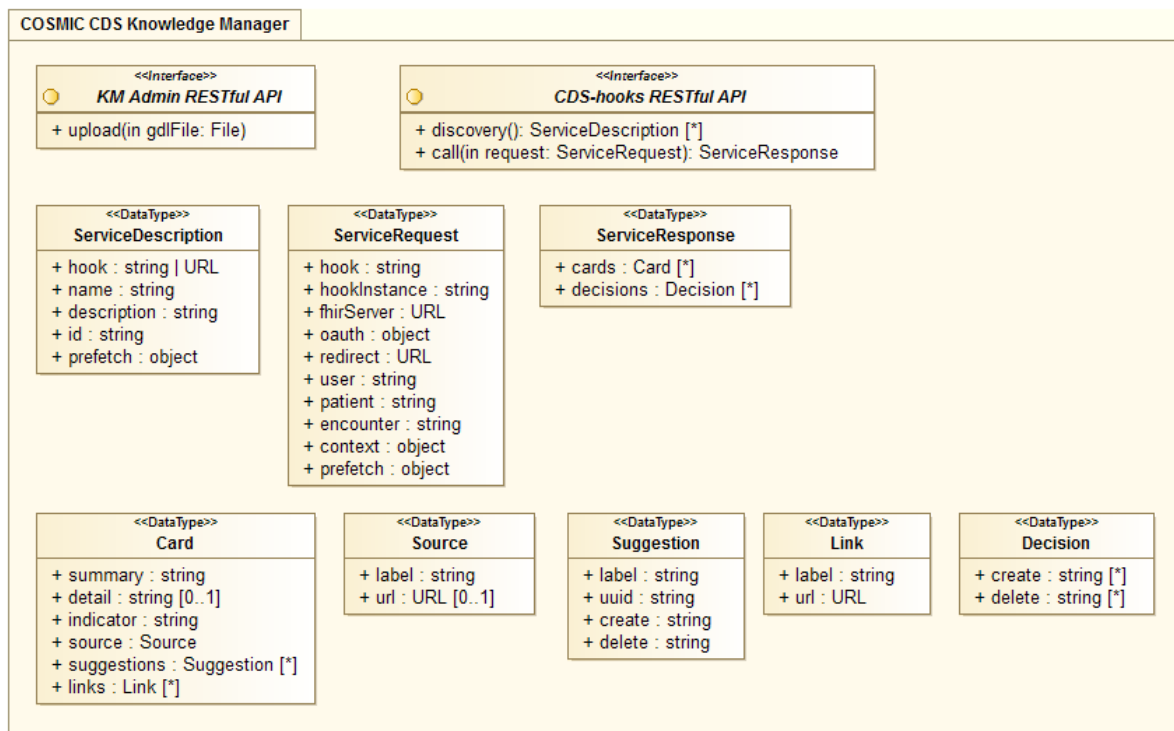 COSMIC CDS Knowledge Manager
<<Interface>>
KM Admin RESTful API
+ upload(in gdlFile: File)
<<Interface>>
CDS-hooks RESTful API
+ discovery(): ServiceDescription [*]
+ call(in request: ServiceRequest): ServiceResponse
<<DataType>>
ServiceDescription
+ hook : string | URL
+ name : string
+ description : string
+ id : string
+ prefetch : object
<<DataType>>
ServiceRequest
+ hook : string
+ hookInstance : string
+ fhirServer : URL
+ oauth : object
+ redirect : URL
+ user : string
+ patient : string
+ encounter : string
+ context : object
+ prefetch : object
<<DataType>>
ServiceResponse
+ cards : Card [*]
+ decisions : Decision [*]
<<DataType>>
Card
+ summary : string
+ detail : string [0..1]
+ indicator : string
+ source : Source
+ suggestions : Suggestion [*]
+ links : Link [*]
<<DataType>>
Source
+ label : string
+ url : URL [0..1]
<<DataType>>
Suggestion
+ label : string
+ uuid : string
+ create : string
+ delete : string
<<DataType>>
Link
+ label : string
+ url : URL
<<DataType>>
Decision
+ create : string [*]
+ delete : string [*]